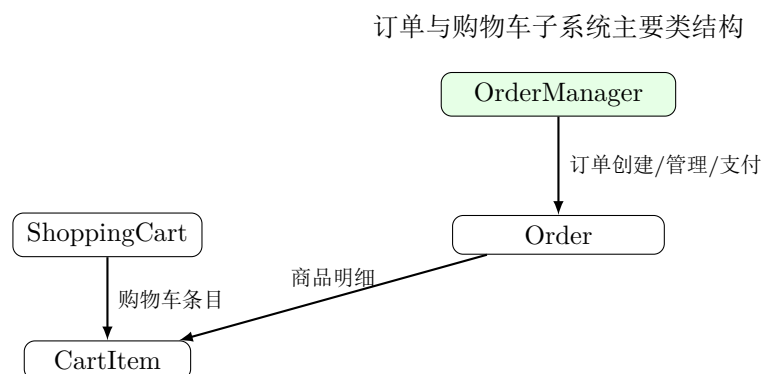 订单与购物车子系统主要类结构
OrderManager
订单创建/管理/支付
ShoppingCart
Order
商品明细
购物车条目
CartItem